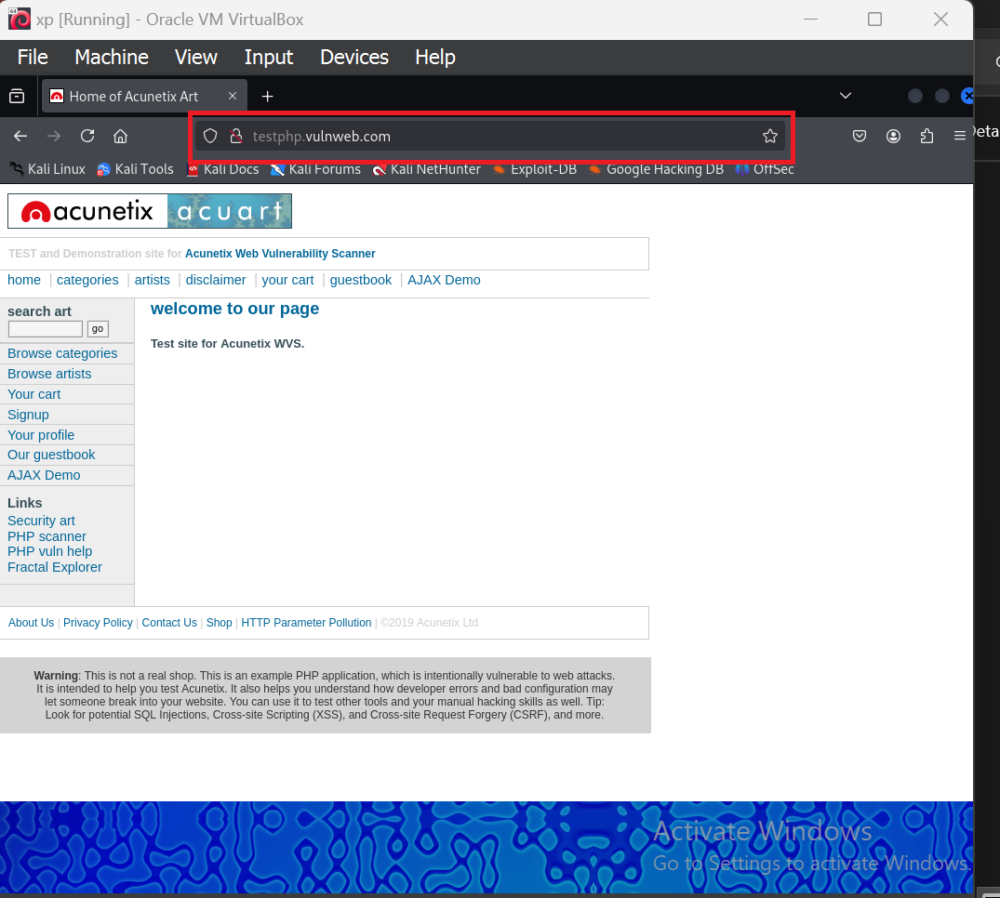 xp [Running] - Oracle VM VirtualBox
File Machine View Input Devices Help
Home of Acunetix Art
testphp.vulnweb.com
Kali Linux Kali Tools Kali Docs Kali Forums Kali NetHunter Exploit-DB Google Hacking DB OffSec
acunetix acuart
TEST and Demonstration site for Acunetix Web Vulnerability Scanner
home | categories | artists | disclaimer | your cart | guestbook | AJAX Demo
search art
go
Browse categories
Browse artists
Your cart
Signup
Your profile
Our guestbook
AJAX Demo
Links
Security art
PHP scanner
PHP vuln help
Fractal Explorer
welcome to our page
Test site for Acunetix WVS.
About Us | Privacy Policy | Contact Us | Shop | HTTP Parameter Pollution | ©2019 Acunetix Ltd
Warning: This is not a real shop. This is an example PHP application, which is intentionally vulnerable to web attacks.
It is intended to help you test Acunetix. It also helps you understand how developer errors and bad configuration may
let someone break into your website. You can use it to test other tools and your manual hacking skills as well. Tip:
Look for potential SQL Injections, Cross-site Scripting (XSS), and Cross-site Request Forgery (CSRF), and more.
Activate Windows
Go to Settings to activate Windows.